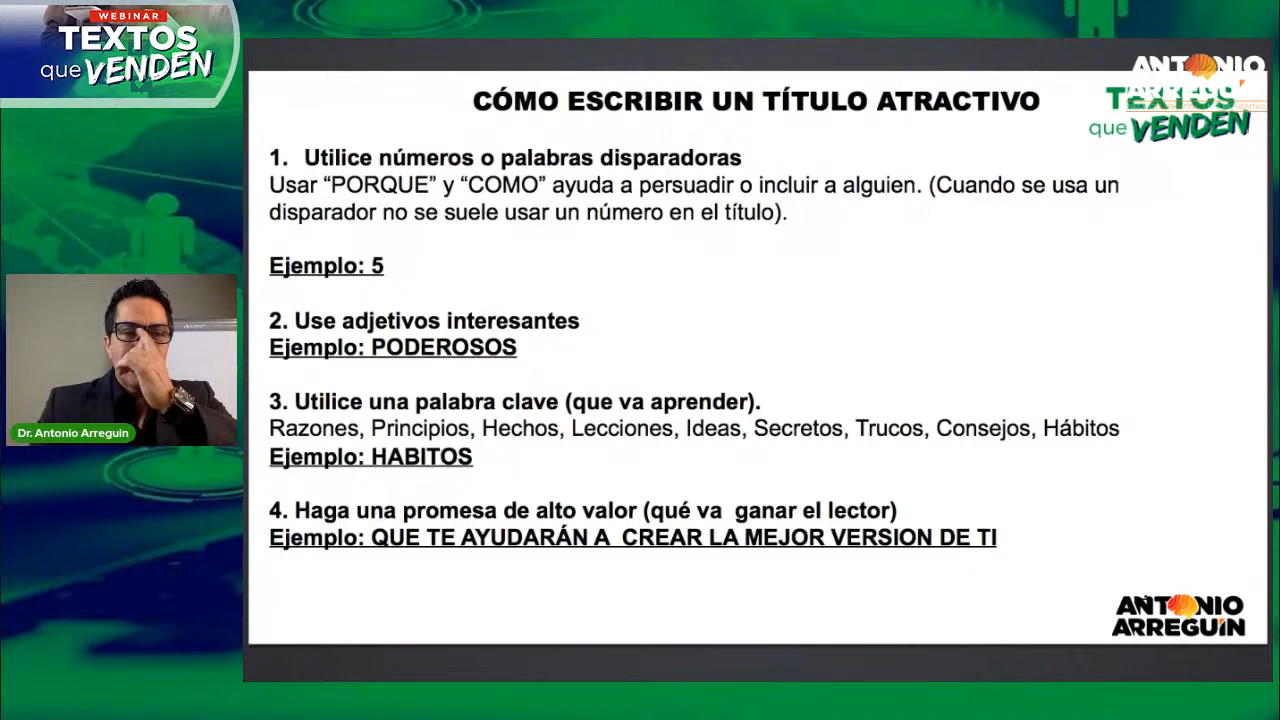 WEBINAR
TEXTOS
que VENDEN
ANTONIO
ARREGUIN
TEXTOS
que VENDEN
CÓMO ESCRIBIR UN TÍTULO ATRACTIVO
1. Utilice números o palabras disparadoras
Usar “PORQUE” y “COMO” ayuda a persuadir o incluir a alguien. (Cuando se usa un
disparador no se suele usar un número en el título).
Ejemplo: 5
2. Use adjetivos interesantes
Ejemplo: PODEROSOS
3. Utilice una palabra clave (que va aprender).
Razones, Principios, Hechos, Lecciones, Ideas, Secretos, Trucos, Consejos, Hábitos
Ejemplo: HABITOS
4. Haga una promesa de alto valor (qué va  ganar el lector)
Ejemplo: QUE TE AYUDARÁN A  CREAR LA MEJOR VERSION DE TI
Dr. Antonio Arreguin
ANTONIO
ARREGUIN